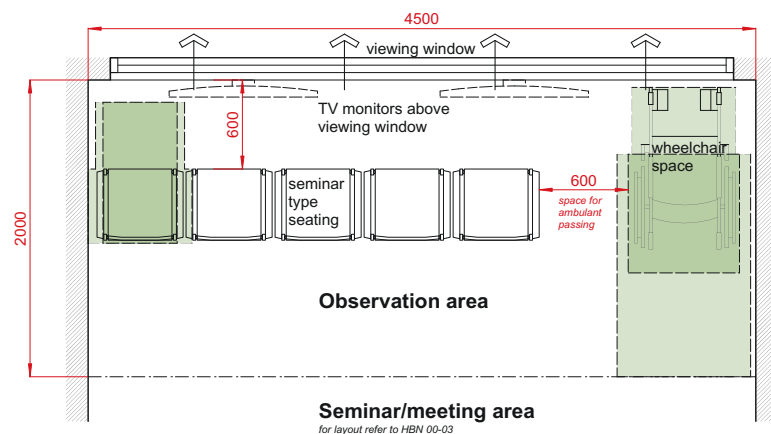 4500
viewing window
TV monitors above
viewing window
600
wheelchair
space
seminar
type
seating
600
space for
ambulant
passing
2000
Observation area
Seminar/meeting area
for layout refer to HBN 00-03